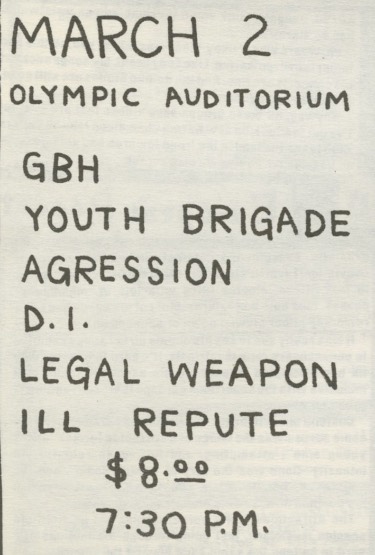 MARCH 2
OLYMPIC AUDITORIUM
GBH
YOUTH BRIGADE
AGRESSION
D.I.
LEGAL WEAPON
ILL REPUTE
$8.00
7:30 P.M.